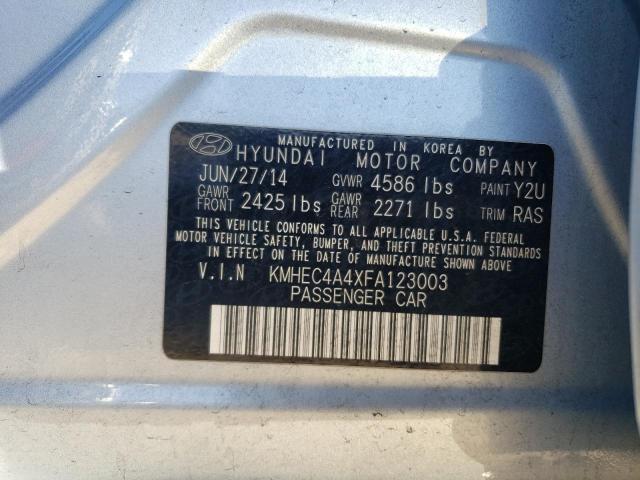 MANUFACTURED IN KOREA BY
HYUNDAI MOTOR COMPANY
JUN/27/14 GVWR 4586 lbs PAINT Y2U
GAWR FRONT 2425 lbs GAWR REAR 2271 lbs TRIM RAS
THIS VEHICLE CONFORMS TO ALL APPLICABLE U.S.A. FEDERAL
MOTOR VEHICLE SAFETY, BUMPER, AND THEFT PREVENTION STANDARDS
IN EFFECT ON THE DATE OF MANUFACTURE SHOWN ABOVE.
V.I.N KMHEC4A4XFA123003
PASSENGER CAR